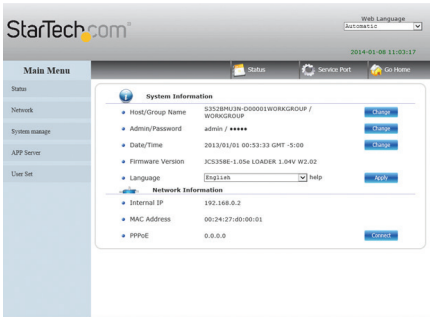 StarTech.com®
Web Language
Automatic
2014-01-08 11:03:17
Main Menu
Status
Service Port
Go Home
Status
Network
System manage
APP Server
User Set
System Information
Host/Group Name
S352BMU3N-D00001WORKGROUP / WORKGROUP
Change
Admin/Password
admin / ●●●●●
Change
Date/Time
2013/01/01 00:53:33 GMT -5:00
Change
Firmware Version
JCS358E-1.05e LOADER 1.04V W2.02
Language
English
help
Apply
Network Information
Internal IP
192.168.0.2
MAC Address
00:24:27:d0:00:01
PPPoE
0.0.0.0
Connect